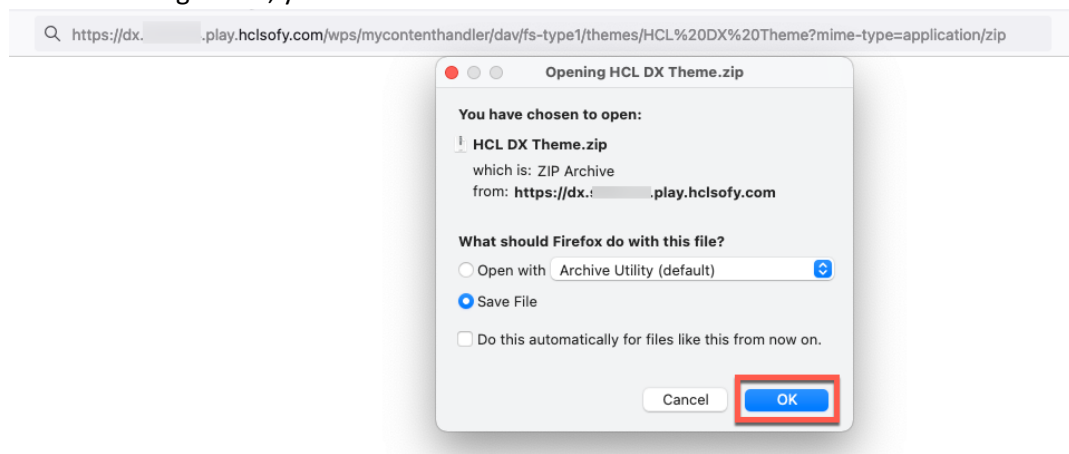 https://dx. .play.hclsofy.com/wps/mycontenthandler/dav/fs-type1/themes/HCL%20DX%20Theme?mime-type=application/zip
Opening HCL DX Theme.zip
You have chosen to open:
HCL DX Theme.zip
which is: ZIP Archive
from: https://dx. .play.hclsofy.com
What should Firefox do with this file?
Open with Archive Utility (default)
Save File
Do this automatically for files like this from now on.
Cancel OK